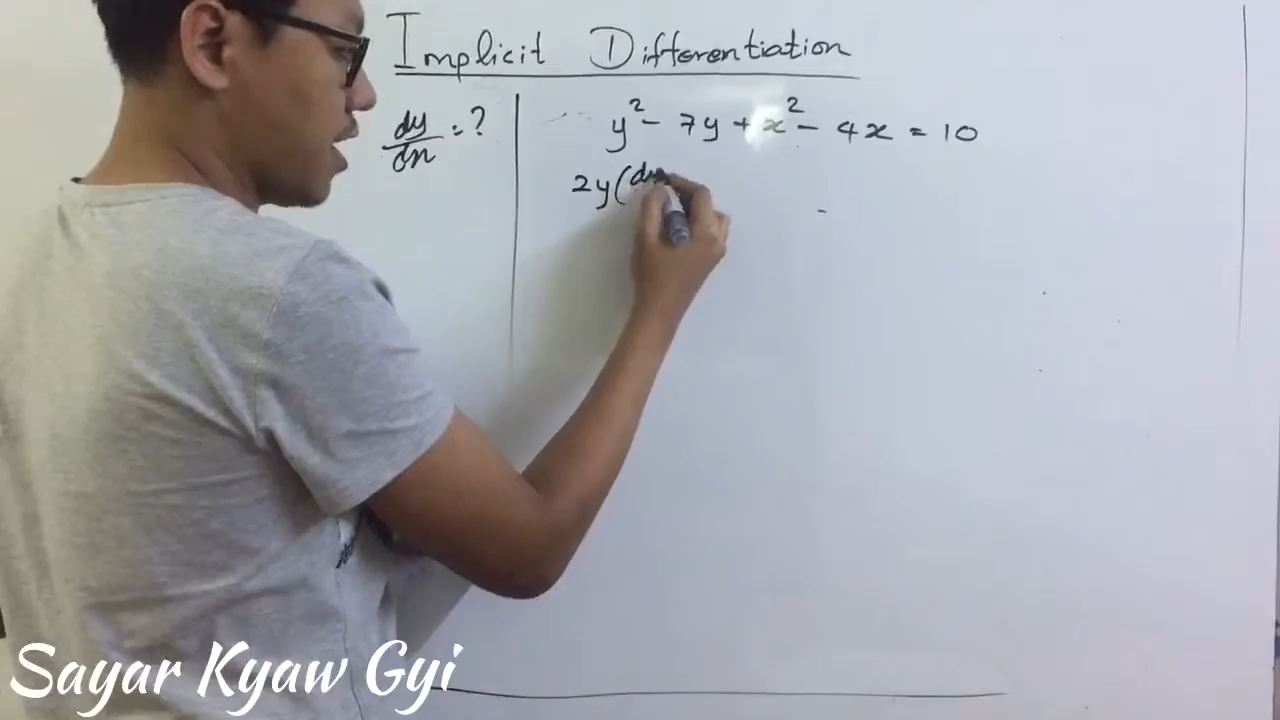 Implicit Differentiation
dy/dx = ?
y² - 7y + x² - 4x = 10
2y(dy
Sayar Kyaw Gyi